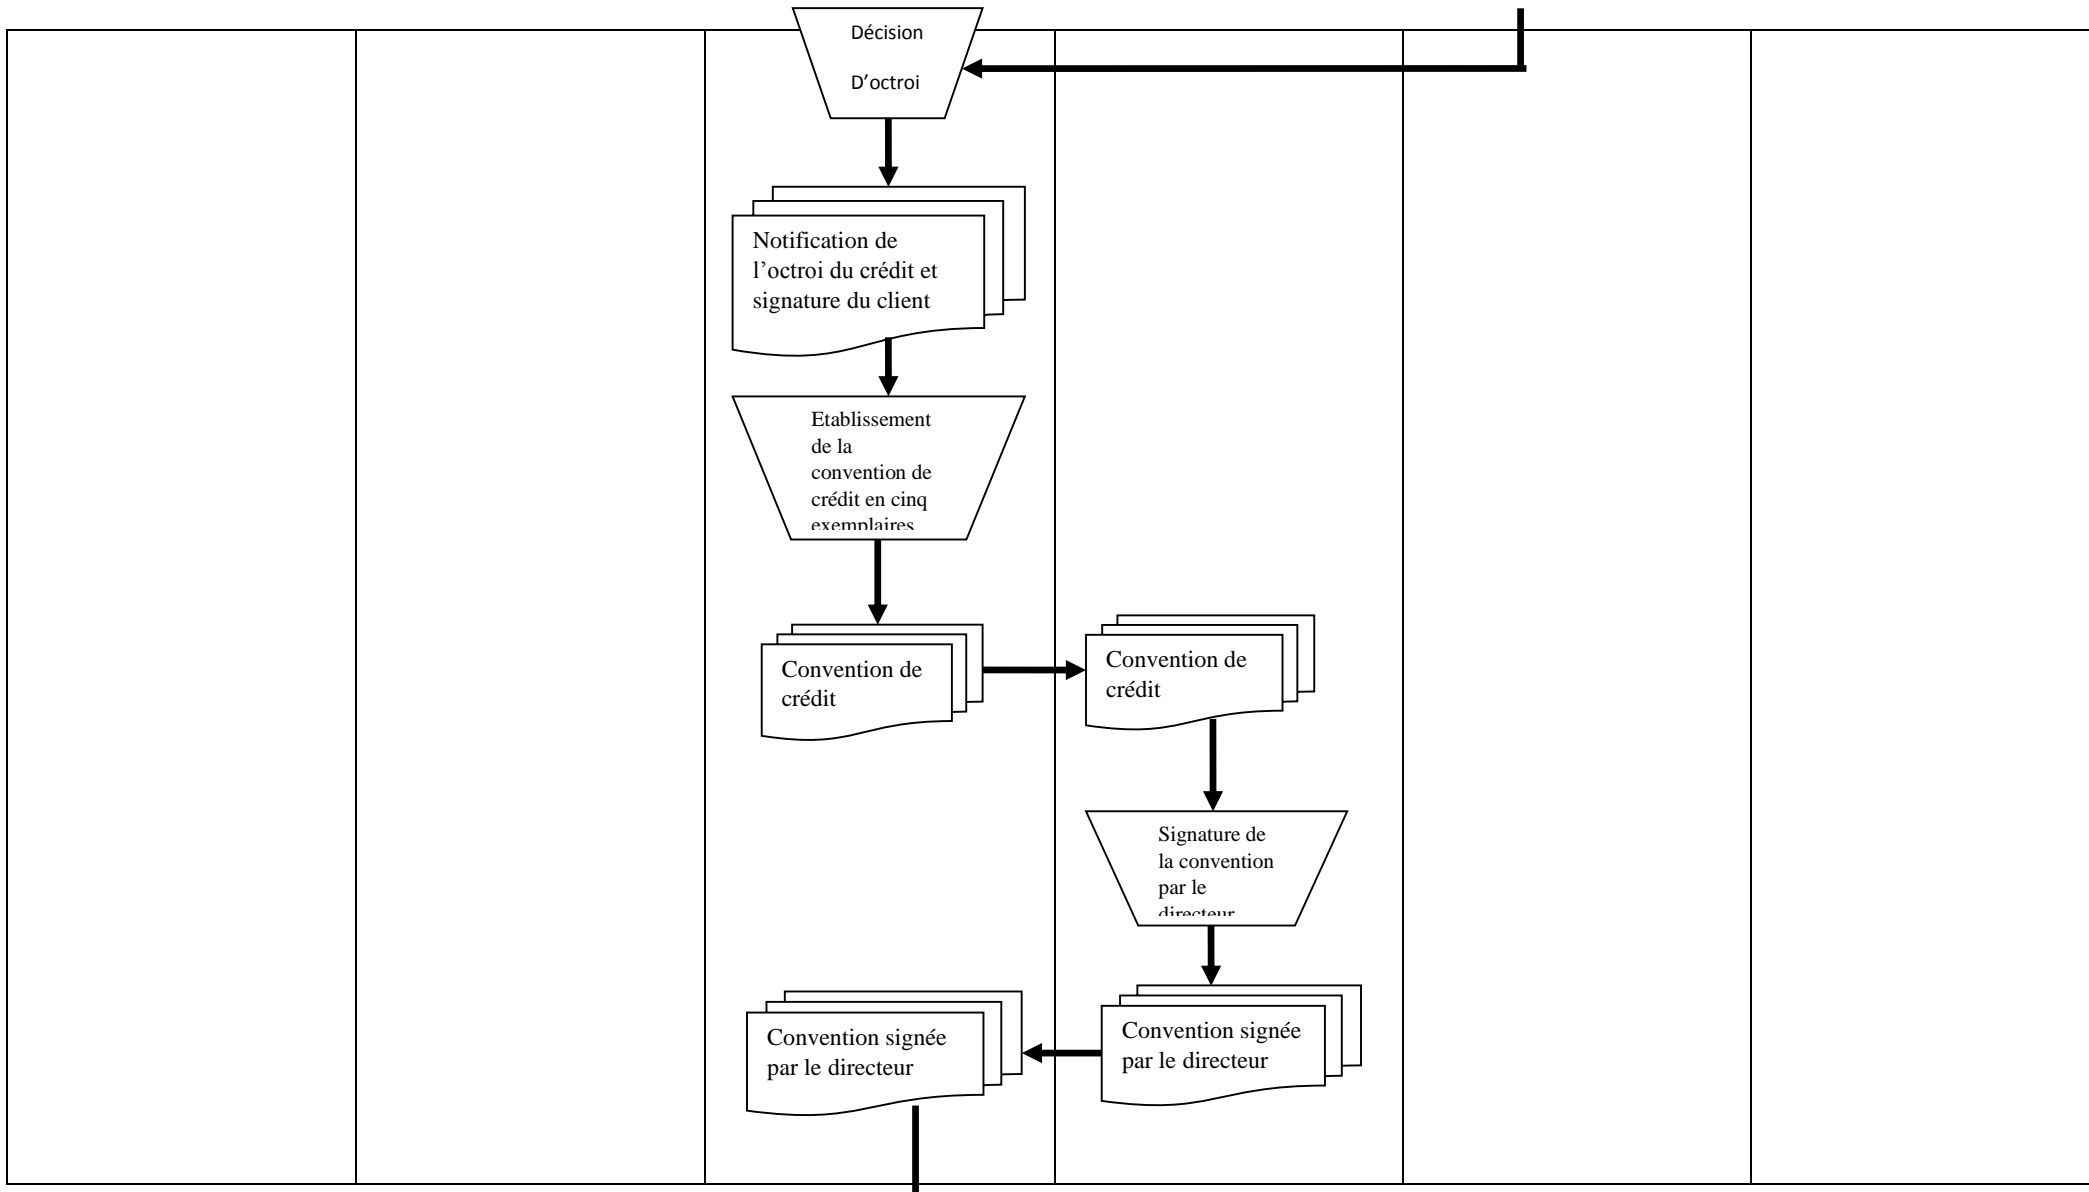 Décision
D’octroi
Notification de
l’octroi du crédit et
signature du client
Etablissement
de la
convention de
crédit en cinq
exemplaires
Convention de
crédit
Convention de
crédit
Signature de
la convention
par le
directeur
Convention signée
par le directeur
Convention signée
par le directeur